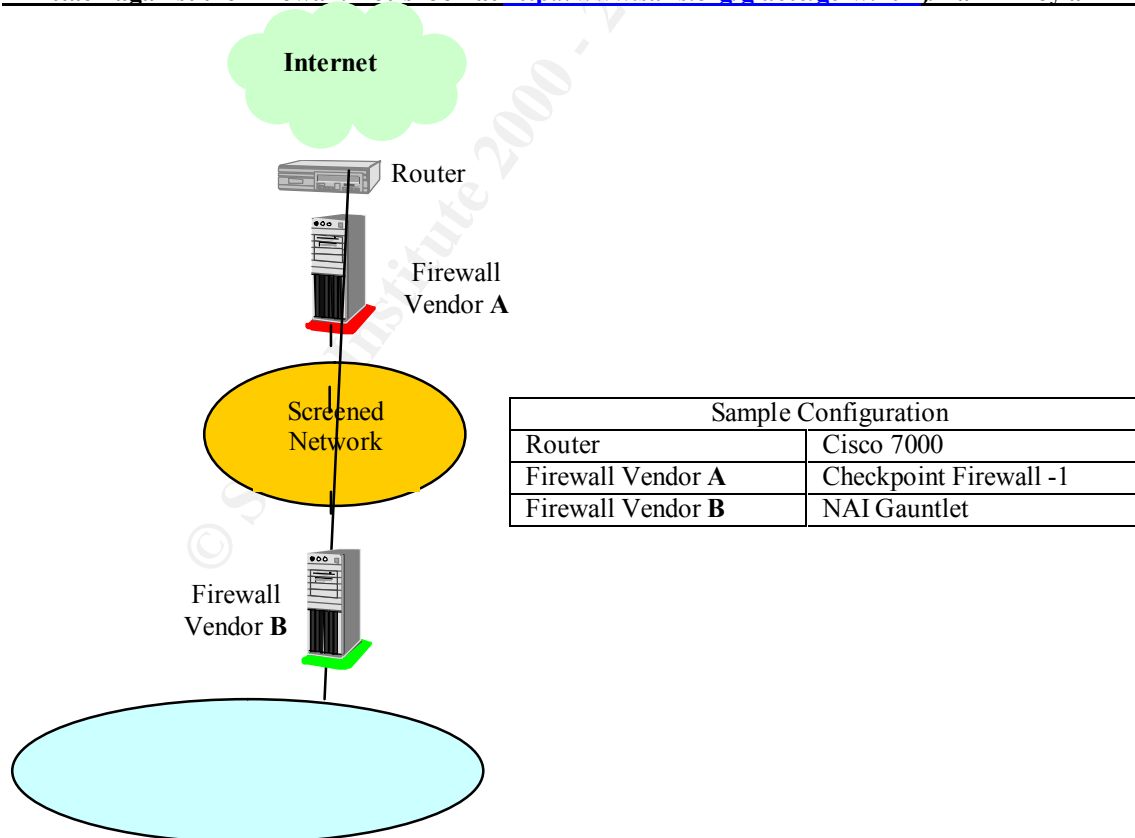 Internet
Router
Firewall
Vendor A
Screened
Network
Sample Configuration
Router Cisco 7000
Firewall Vendor A Checkpoint Firewall -1
Firewall Vendor B NAI Gauntlet
Firewall
Vendor B